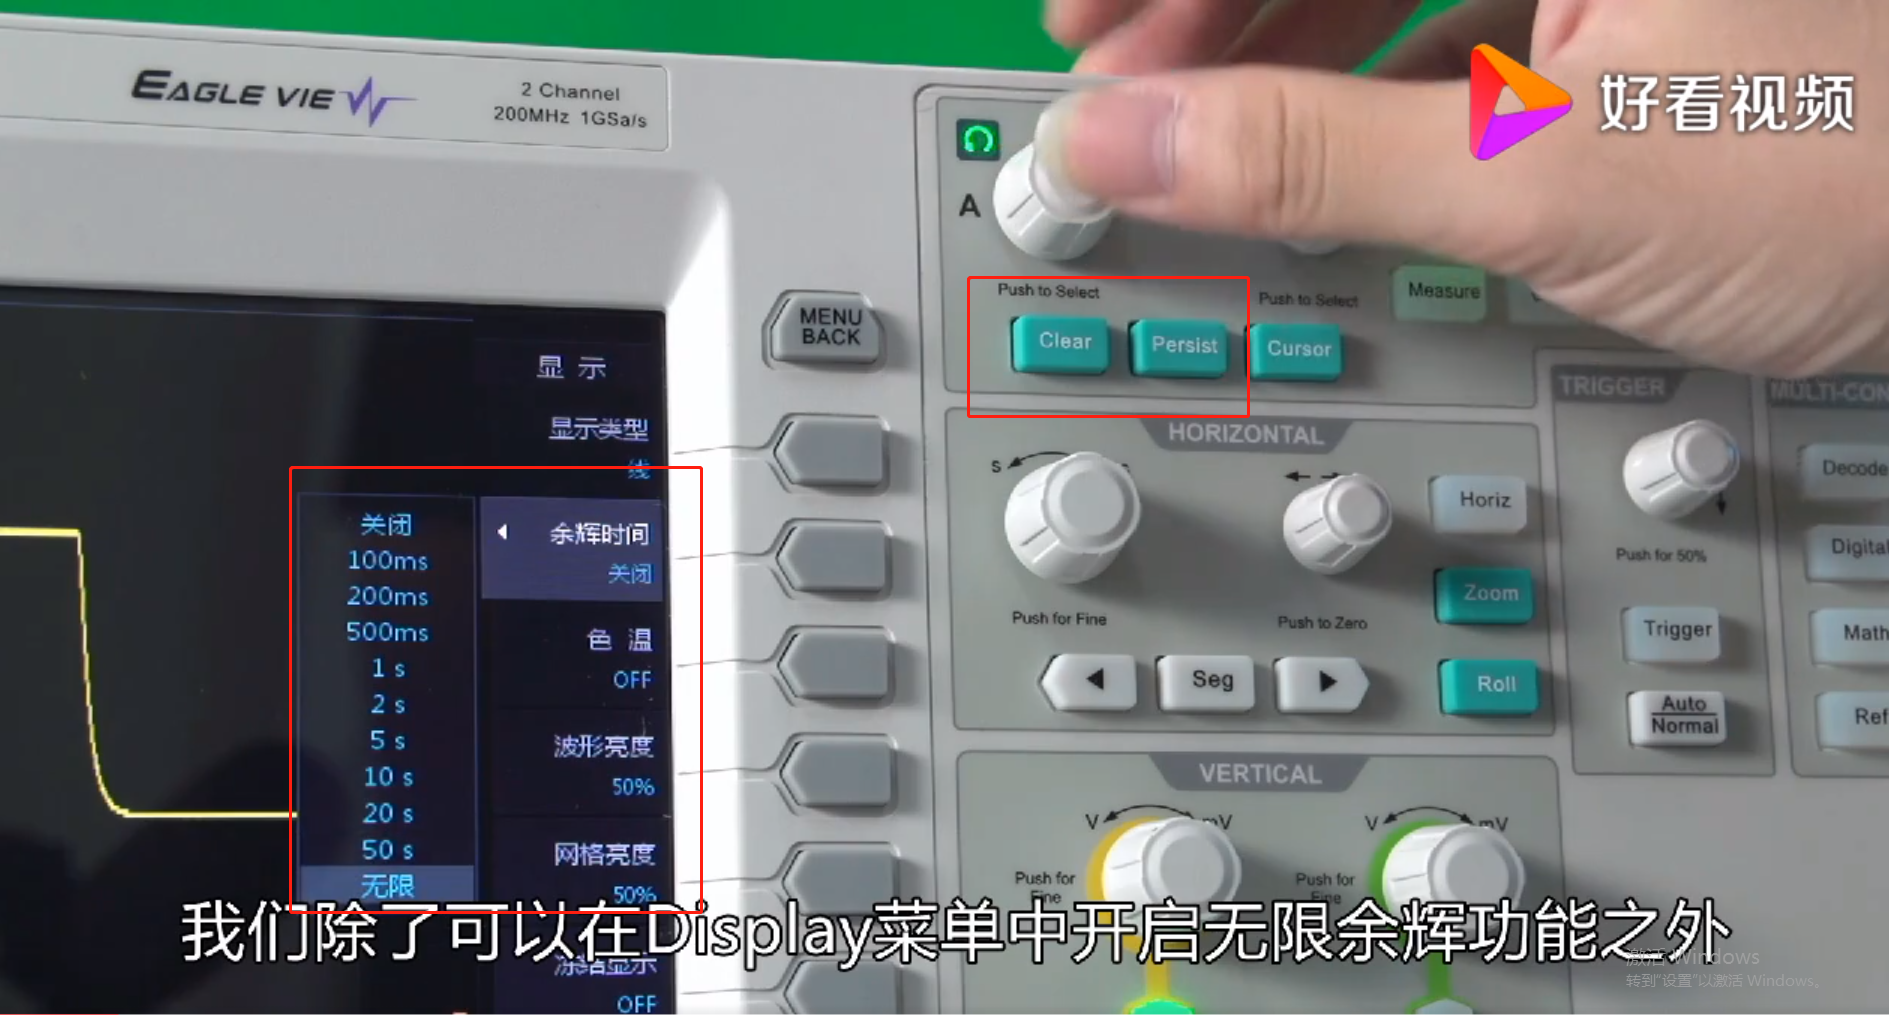 EAGLE VIEW
2 Channel
200MHz 1GSa/s
好看视频
A
Push to Select
Push to Select
Measure
Clear
Persist
Cursor
MENU
BACK
显 示
显示类型
线
余辉时间
关闭
关闭
100ms
200ms
500ms
1 s
2 s
5 s
10 s
20 s
50 s
无限
色 温
OFF
波形亮度
50%
网格亮度
50%
冻结显示
OFF
HORIZONTAL
S
Horiz
Push for Fine
Push to Zero
Zoom
Seg
Roll
TRIGGER
Push for 50%
Trigger
Auto
Normal
MULTI-CON
Decode
Digital
Math
Ref
VERTICAL
V
mV
V
mV
Push for
Fine
Push for
Fine
我们除了可以在Display菜单中开启无限余辉功能之外
激活 Windows
转到"设置"以激活 Windows。